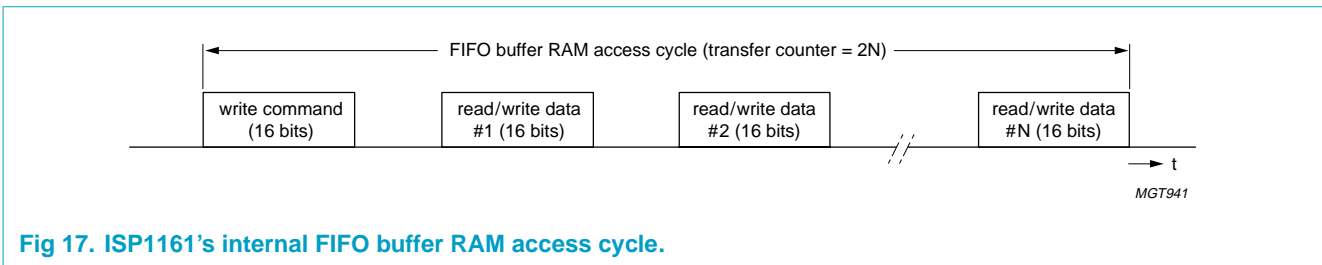 FIFO buffer RAM access cycle (transfer counter = 2N)
write command
(16 bits)
read/write data
#1 (16 bits)
read/write data
#2 (16 bits)
read/write data
#N (16 bits)
t
MGT941
Fig 17. ISP1161’s internal FIFO buffer RAM access cycle.